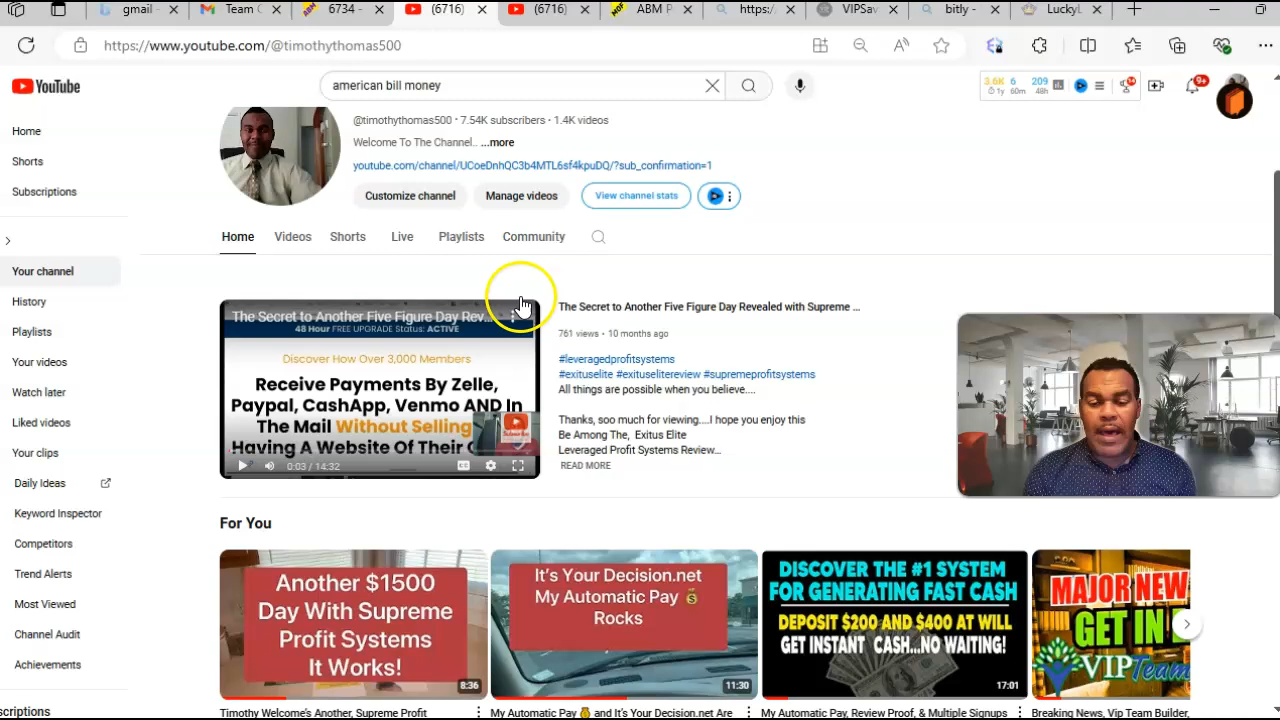 gmail -
Team C
6734 -
(6716)
(6716)
ABM P
https:/
VIPSav
bitly -
LuckyL
https://www.youtube.com/@timothythomas500
YouTube
american bill money
3.6K 6 209
1y 60m 48h
14
9+
@timothythomas500 • 7.54K subscribers • 1.4K videos
Welcome To The Channel.. ...more
youtube.com/channel/UCoeDnhQC3b4MTL6sf4kpuDQ/?sub_confirmation=1
Customize channel
Manage videos
View channel stats
Home
Videos
Shorts
Live
Playlists
Community
Home
Shorts
Subscriptions
Your channel
History
Playlists
Your videos
Watch later
Liked videos
Your clips
Daily Ideas
Keyword Inspector
Competitors
Trend Alerts
Most Viewed
Channel Audit
Achievements
scriptions
The Secret to Another Five Figure Day Rev...
48 Hour FREE UPGRADE Status: ACTIVE
Discover How Over 3,000 Members
Receive Payments By Zelle,
Paypal, CashApp, Venmo AND In
The Mail Without Selling
Having A Website Of Their O
0:03 / 14:32
The Secret to Another Five Figure Day Revealed with Supreme ...
761 views • 10 months ago
#leveragedprofitsystems
#exituselite #exituselitereview #supremeprofitsystems
All things are possible when you believe....
Thanks, soo much for viewing....I hope you enjoy this
Be Among The, Exitus Elite
Leveraged Profit Systems Review...
READ MORE
For You
Another $1500
Day With Supreme
Profit Systems
It Works!
8:36
Timothy Welcome's Another, Supreme Profit
It's Your Decision.net
My Automatic Pay 💰
Rocks
11:30
My Automatic Pay 💰 and It's Your Decision.net Are
DISCOVER THE #1 SYSTEM
FOR GENERATING FAST CASH
DEPOSIT $200 AND $400 AT WILL
GET INSTANT CASH...NO WAITING!
17:01
My Automatic Pay, Review Proof, & Multiple Signups
MAJOR NEW
GET IN
VIPTeam
Breaking News, Vip Team Builder,